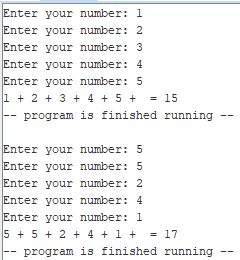 Enter your number: 1
Enter your number: 2
Enter your number: 3
Enter your number: 4
Enter your number: 5
1 + 2 + 3 + 4 + 5 +  = 15
-- program is finished running --

Enter your number: 5
Enter your number: 5
Enter your number: 2
Enter your number: 4
Enter your number: 1
5 + 5 + 2 + 4 + 1 +  = 17
-- program is finished running --